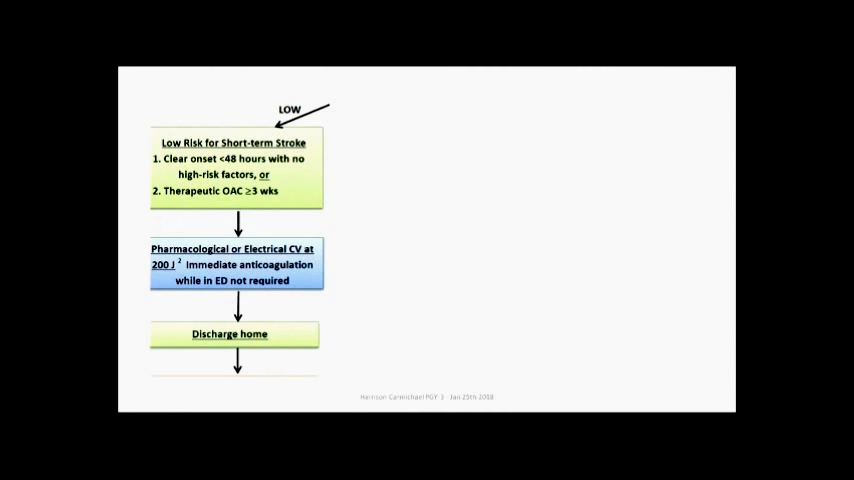 LOW
Low Risk for Short-term Stroke
1. Clear onset <48 hours with no
high-risk factors, or
2. Therapeutic OAC ≥3 wks
Pharmacological or Electrical CV at
200 J 2 Immediate anticoagulation
while in ED not required
Discharge home
Harrison Carmichael PGY-3 Jan 25th 2018